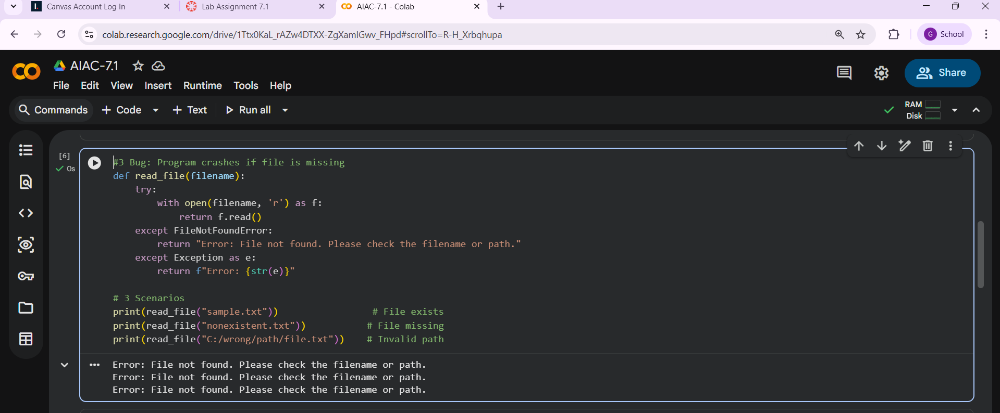 Canvas Account Log In
Lab Assignment 7.1
AIAC-7.1 - Colab
colab.research.google.com/drive/1Ttx0KaL_rAZw4DTXX-ZgXamIGwv_FHpd#scrollTo=R-H_Xrbqhupa
G School
AIAC-7.1
File Edit View Insert Runtime Tools Help
Share
Commands + Code + Text Run all
RAM
Disk
[6]
0s
#3 Bug: Program crashes if file is missing
def read_file(filename):
    try:
        with open(filename, 'r') as f:
            return f.read()
    except FileNotFoundError:
        return "Error: File not found. Please check the filename or path."
    except Exception as e:
        return f"Error: {str(e)}"
# 3 Scenarios
print(read_file("sample.txt"))                 # File exists
print(read_file("nonexistent.txt"))           # File missing
print(read_file("C:/wrong/path/file.txt"))    # Invalid path
Error: File not found. Please check the filename or path.
Error: File not found. Please check the filename or path.
Error: File not found. Please check the filename or path.